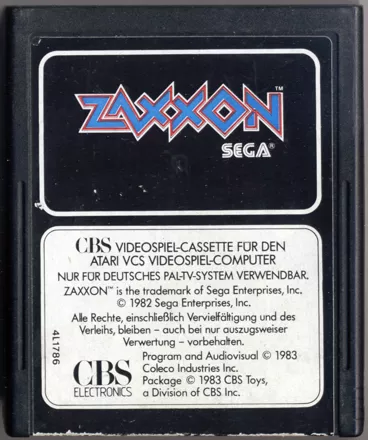 ZAXXON™
SEGA®
CBS VIDEOSPIEL-CASSETTE FÜR DEN
ATARI VCS VIDEOSPIEL-COMPUTER
NUR FÜR DEUTSCHES PAL-TV-SYSTEM VERWENDBAR.
ZAXXON™ is the trademark of Sega Enterprises, Inc.
© 1982 Sega Enterprises, Inc.
Alle Rechte, einschließlich Vervielfältigung und des
Verleihs, bleiben – auch bei nur auszugsweiser
Verwertung – vorbehalten.
CBS
ELECTRONICS
Program and Audiovisual © 1983
Coleco Industries Inc.
Package © 1983 CBS Toys,
a Division of CBS Inc.
4L1786